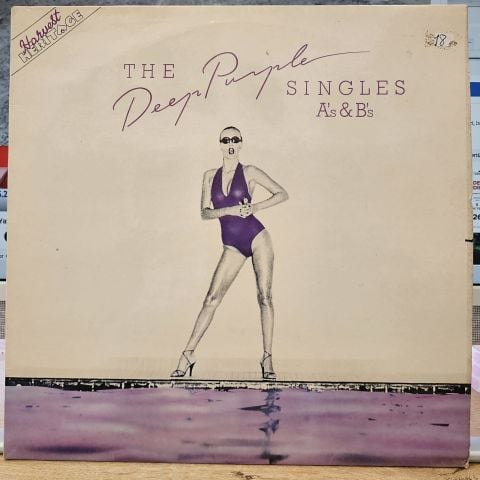 Harvest
HERITAGE
THE Deep Purple SINGLES
A's & B's
18